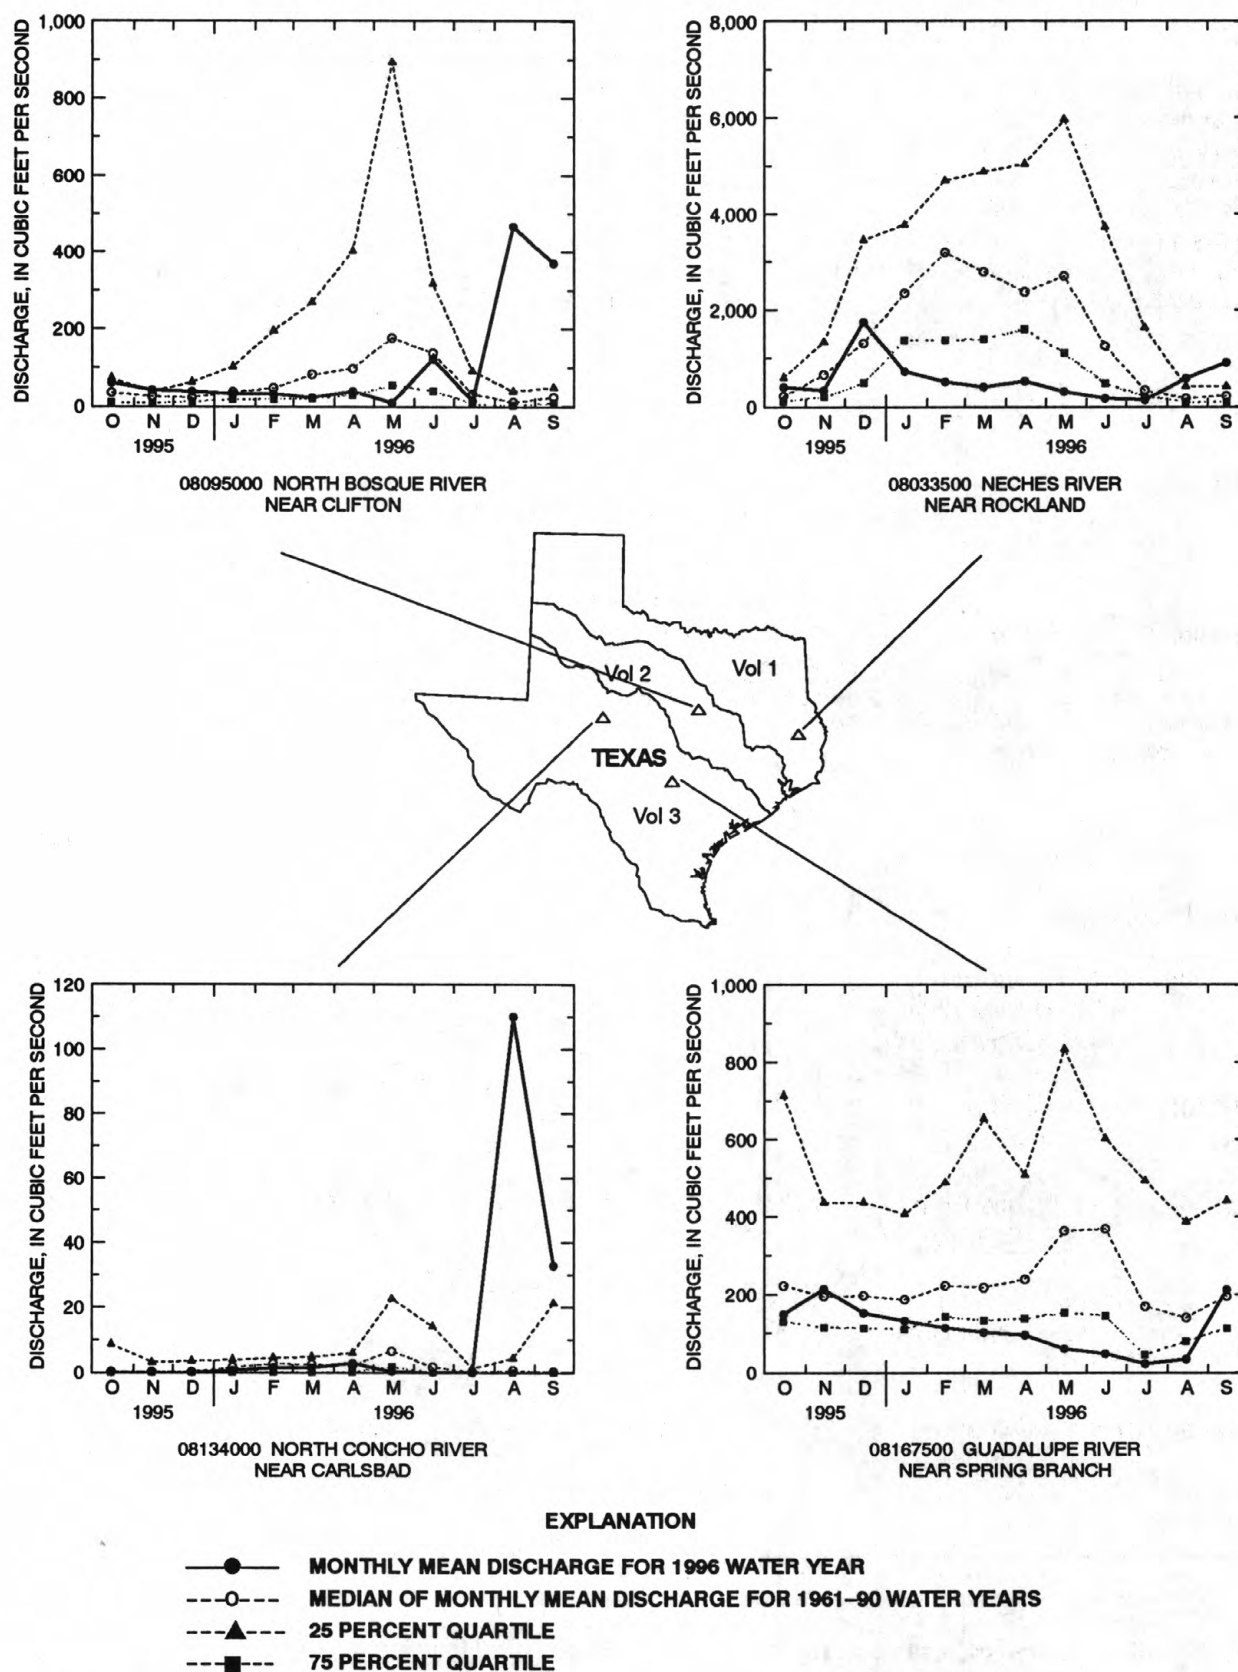 DISCHARGE, IN CUBIC FEET PER SECOND
1,000
800
600
400
200
0
O N D J F M A M J J A S
1995 1996
08095000 NORTH BOSQUE RIVER
NEAR CLIFTON
DISCHARGE, IN CUBIC FEET PER SECOND
8,000
6,000
4,000
2,000
0
O N D J F M A M J J A S
1995 1996
08033500 NECHES RIVER
NEAR ROCKLAND
Vol 1
Vol 2
TEXAS
Vol 3
DISCHARGE, IN CUBIC FEET PER SECOND
120
100
80
60
40
20
0
O N D J F M A M J J A S
1995 1996
08134000 NORTH CONCHO RIVER
NEAR CARLSBAD
DISCHARGE, IN CUBIC FEET PER SECOND
1,000
800
600
400
200
0
O N D J F M A M J J A S
1995 1996
08167500 GUADALUPE RIVER
NEAR SPRING BRANCH
EXPLANATION
MONTHLY MEAN DISCHARGE FOR 1996 WATER YEAR
MEDIAN OF MONTHLY MEAN DISCHARGE FOR 1961–90 WATER YEARS
25 PERCENT QUARTILE
75 PERCENT QUARTILE